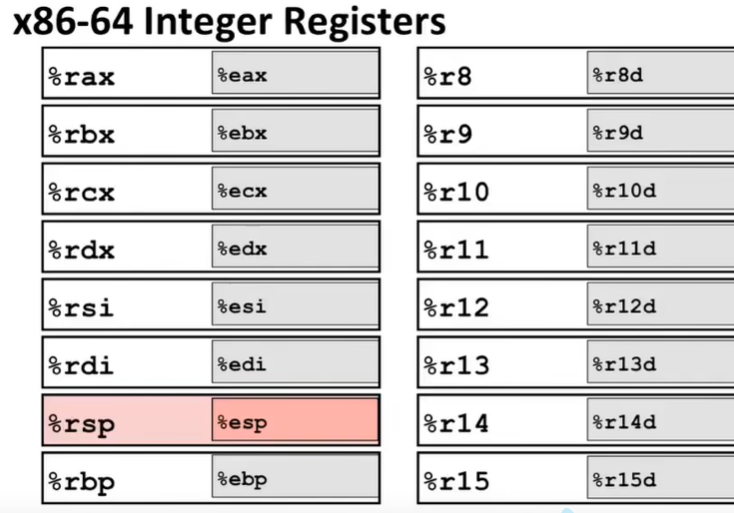 x86-64 Integer Registers
%rax %eax %r8 %r8d
%rbx %ebx %r9 %r9d
%rcx %ecx %r10 %r10d
%rdx %edx %r11 %r11d
%rsi %esi %r12 %r12d
%rdi %edi %r13 %r13d
%rsp %esp %r14 %r14d
%rbp %ebp %r15 %r15d